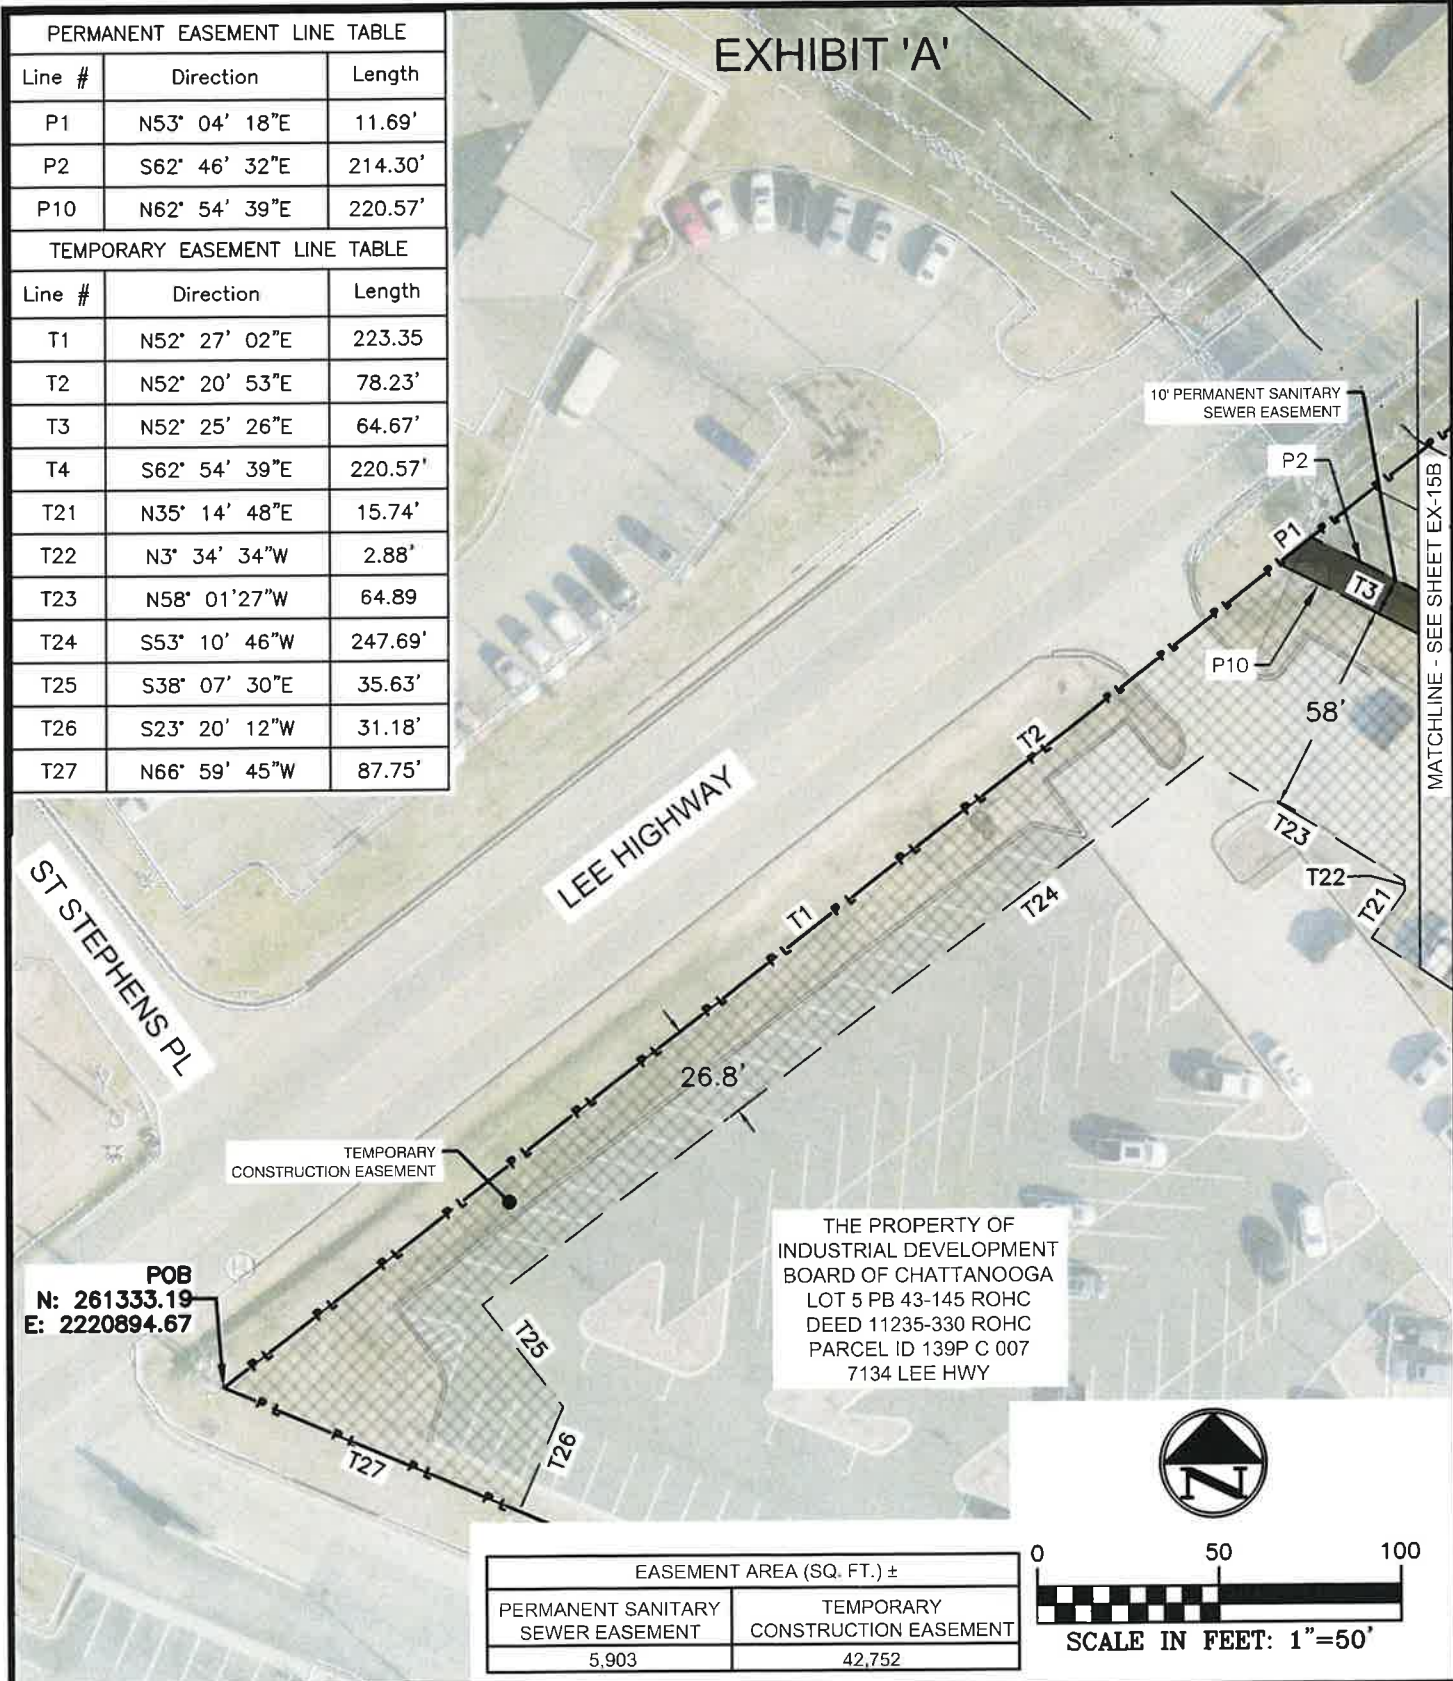 EXHIBIT 'A'
PERMANENT EASEMENT LINE TABLE
Line # Direction Length
P1 N53° 04' 18"E 11.69'
P2 S62° 46' 32"E 214.30'
P10 N62° 54' 39"E 220.57'
TEMPORARY EASEMENT LINE TABLE
Line # Direction Length
T1 N52° 27' 02"E 223.35
T2 N52° 20' 53"E 78.23'
T3 N52° 25' 26"E 64.67'
T4 S62° 54' 39"E 220.57'
T21 N35° 14' 48"E 15.74'
T22 N3° 34' 34"W 2.88'
T23 N58° 01'27"W 64.89
T24 S53° 10' 46"W 247.69'
T25 S38° 07' 30"E 35.63'
T26 S23° 20' 12"W 31.18'
T27 N66° 59' 45"W 87.75'
10' PERMANENT SANITARY
SEWER EASEMENT
P2
P1
T3
P10
58'
MATCHLINE - SEE SHEET EX-15B
T2
T23
T22
T21
LEE HIGHWAY
T1
T24
ST STEPHENS PL
26.8'
TEMPORARY
CONSTRUCTION EASEMENT
POB
N: 261333.19
E: 2220894.67
T25
T26
T27
P L P L P L P L P L P L P L P L P L P L P L P L P L P L P L P L P L P L
P L P L P L P L
THE PROPERTY OF
INDUSTRIAL DEVELOPMENT
BOARD OF CHATTANOOGA
LOT 5 PB 43-145 ROHC
DEED 11235-330 ROHC
PARCEL ID 139P C 007
7134 LEE HWY
N
0 50 100
SCALE IN FEET: 1"=50'
EASEMENT AREA (SQ. FT.) ±
PERMANENT SANITARY
SEWER EASEMENT
TEMPORARY
CONSTRUCTION EASEMENT
5,903 42,752